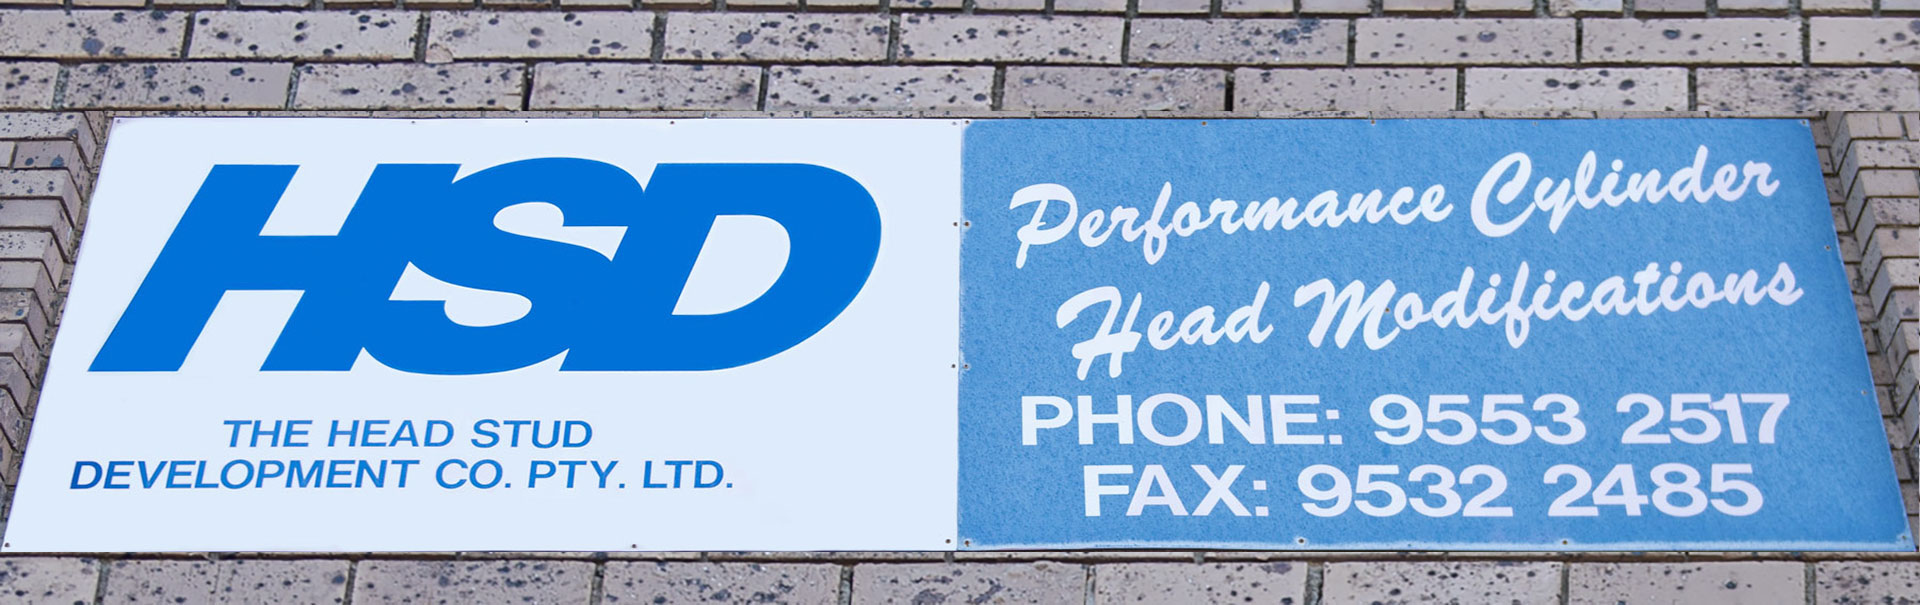 HSD
THE HEAD STUD
DEVELOPMENT CO. PTY. LTD.
Performance Cylinder
Head Modifications
PHONE: 9553 2517
FAX: 9532 2485